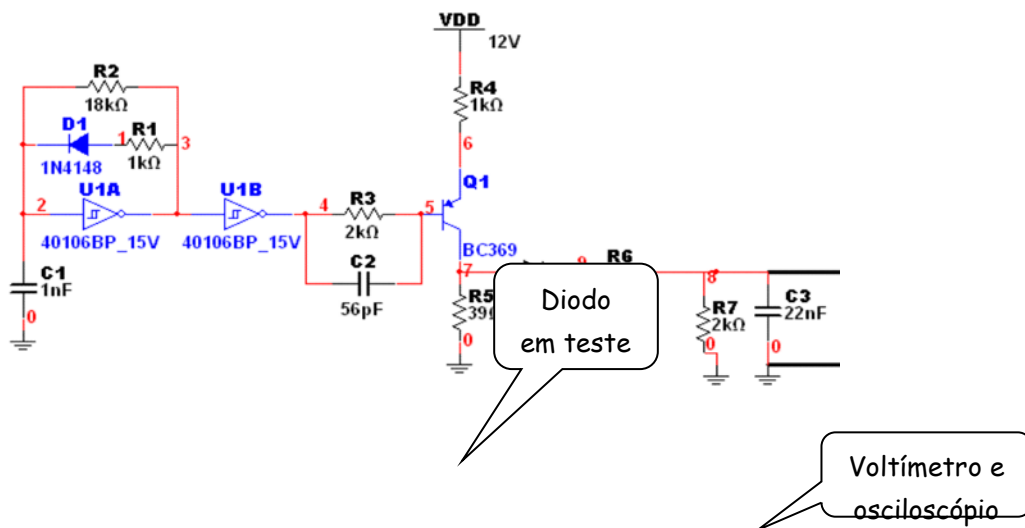 VDD
12V
R2
18kΩ
D1
1
R1
3
1N4148
1kΩ
R4
1kΩ
6
2
U1A
U1B
4
R3
5
Q1
40106BP_15V
40106BP_15V
2kΩ
BC369
C1
1nF
0
C2
56pF
7
R6
8
R5
39Ω
0
Diodo
em teste
R7
2kΩ
0
C3
22nF
0
Voltímetro e
osciloscópio